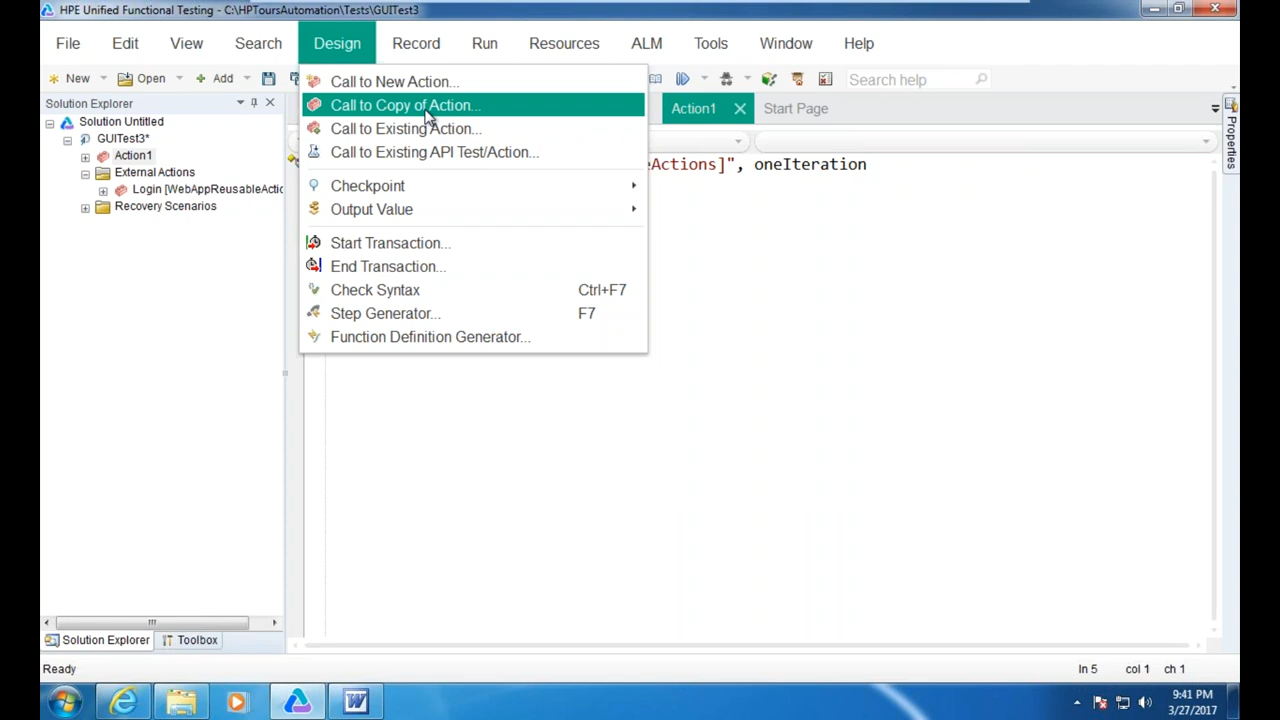 HPE Unified Functional Testing - C:\HPToursAutomation\Tests\GUITest3
File Edit View Search Design Record Run Resources ALM Tools Window Help
New Open Add Search help
Solution Explorer
Solution Untitled
GUITest3*
Action1
External Actions
Login [WebAppReusableActio
Recovery Scenarios
Call to New Action...
Call to Copy of Action...
Call to Existing Action...
Call to Existing API Test/Action...
Checkpoint
Output Value
Start Transaction...
End Transaction...
Check Syntax Ctrl+F7
Step Generator... F7
Function Definition Generator...
Action1 Start Page
eActions]", oneIteration
Properties
Solution Explorer Toolbox
Ready ln 5 col 1 ch 1
9:41 PM
3/27/2017